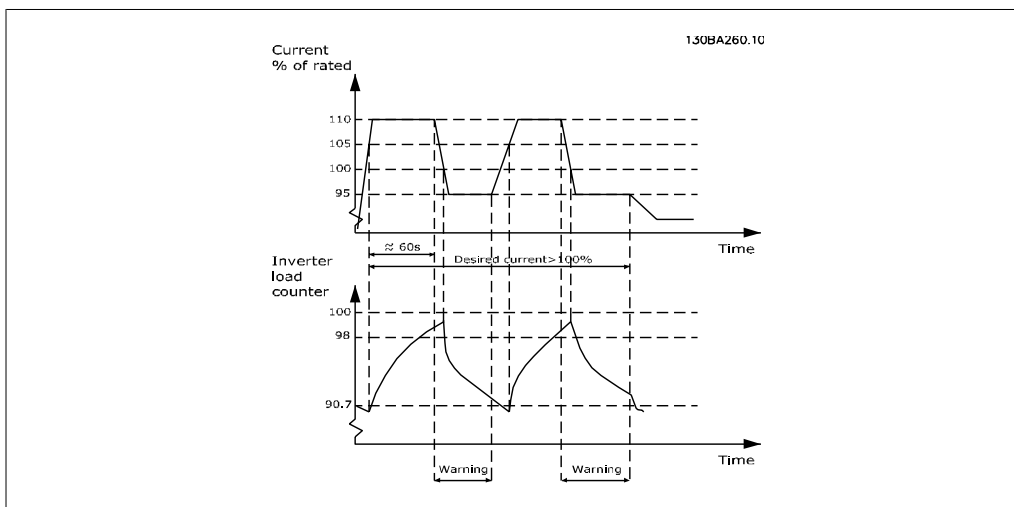 130BA260.10
Current
% of rated
110
105
100
95
Time
≈ 60s
Desired current>100%
Inverter
load
counter
100
98
90.7
Time
Warning
Warning